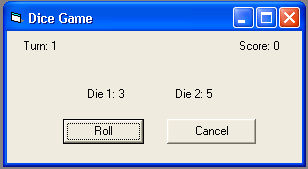 Dice Game
Turn: 1 Score: 0
Die 1: 3 Die 2: 5
Roll Cancel